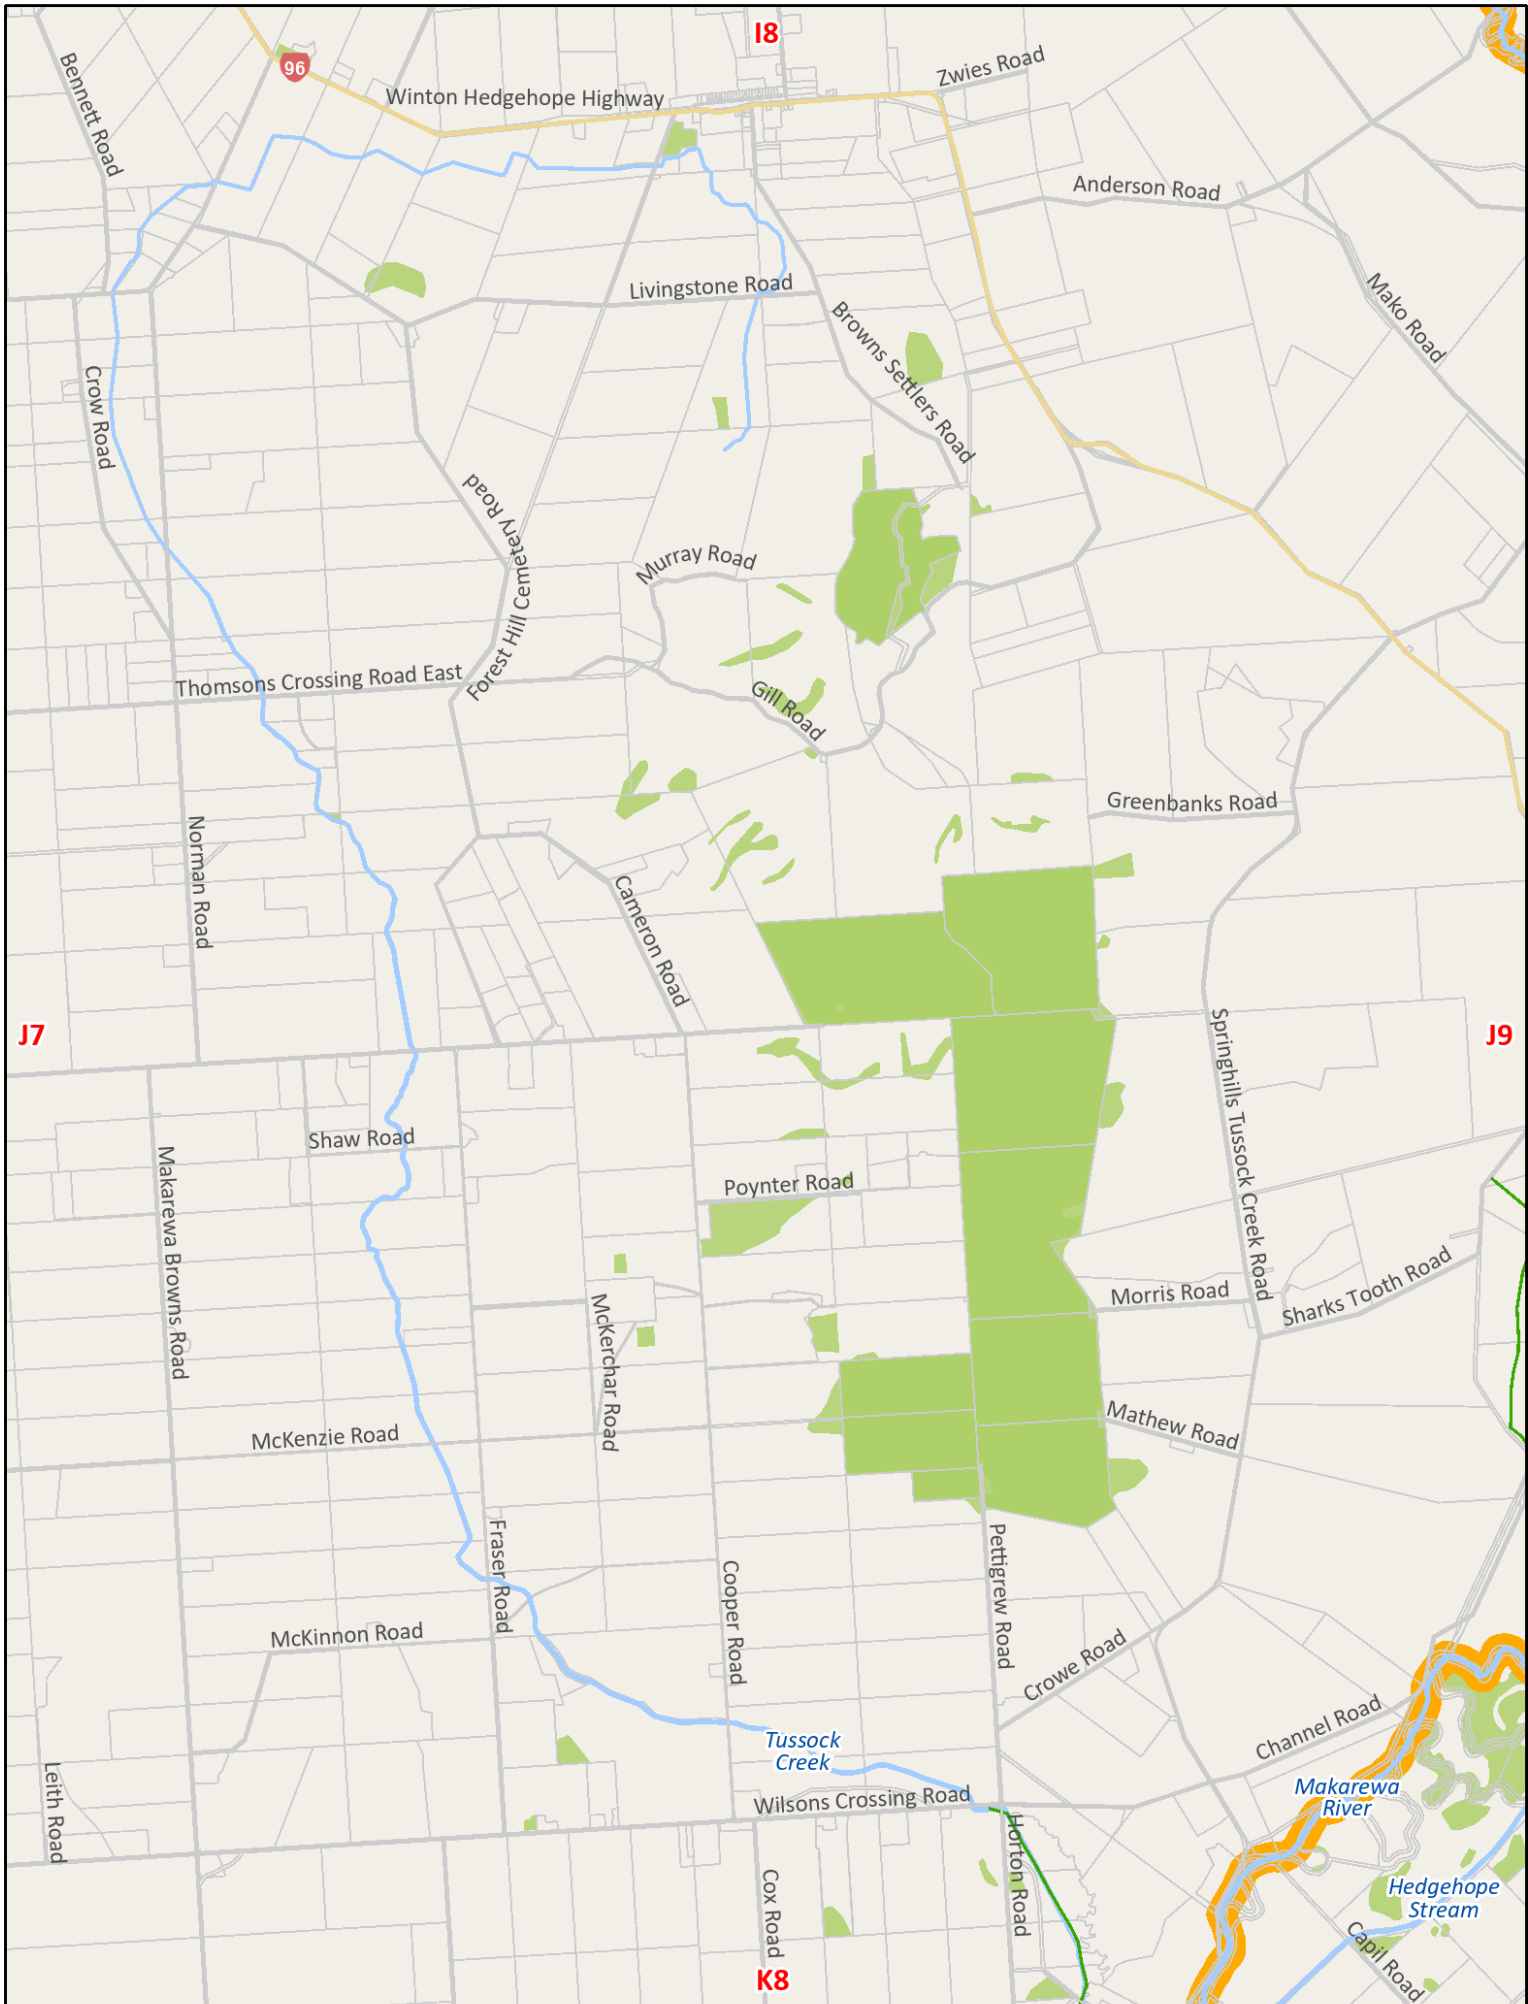 I8
Zwies Road
96
Bennett Road
Winton Hedgehope Highway
Anderson Road
Livingstone Road
Mako Road
Browns Settlers Road
Crow Road
Forest Hill Cemetery Road
Murray Road
Thomsons Crossing Road East
Gill Road
Greenbanks Road
Norman Road
Cameron Road
J7
J9
Springhills Tussock Creek Road
Shaw Road
Makarewa Browns Road
Poynter Road
Morris Road
Sharks Tooth Road
McKerchar Road
McKenzie Road
Mathew Road
Fraser Road
Pettigrew Road
Cooper Road
McKinnon Road
Crowe Road
Channel Road
Tussock
Creek
Leith Road
Makarewa
River
Wilsons Crossing Road
Horton Road
Cox Road
Hedgehope
Stream
Capil Road
K8